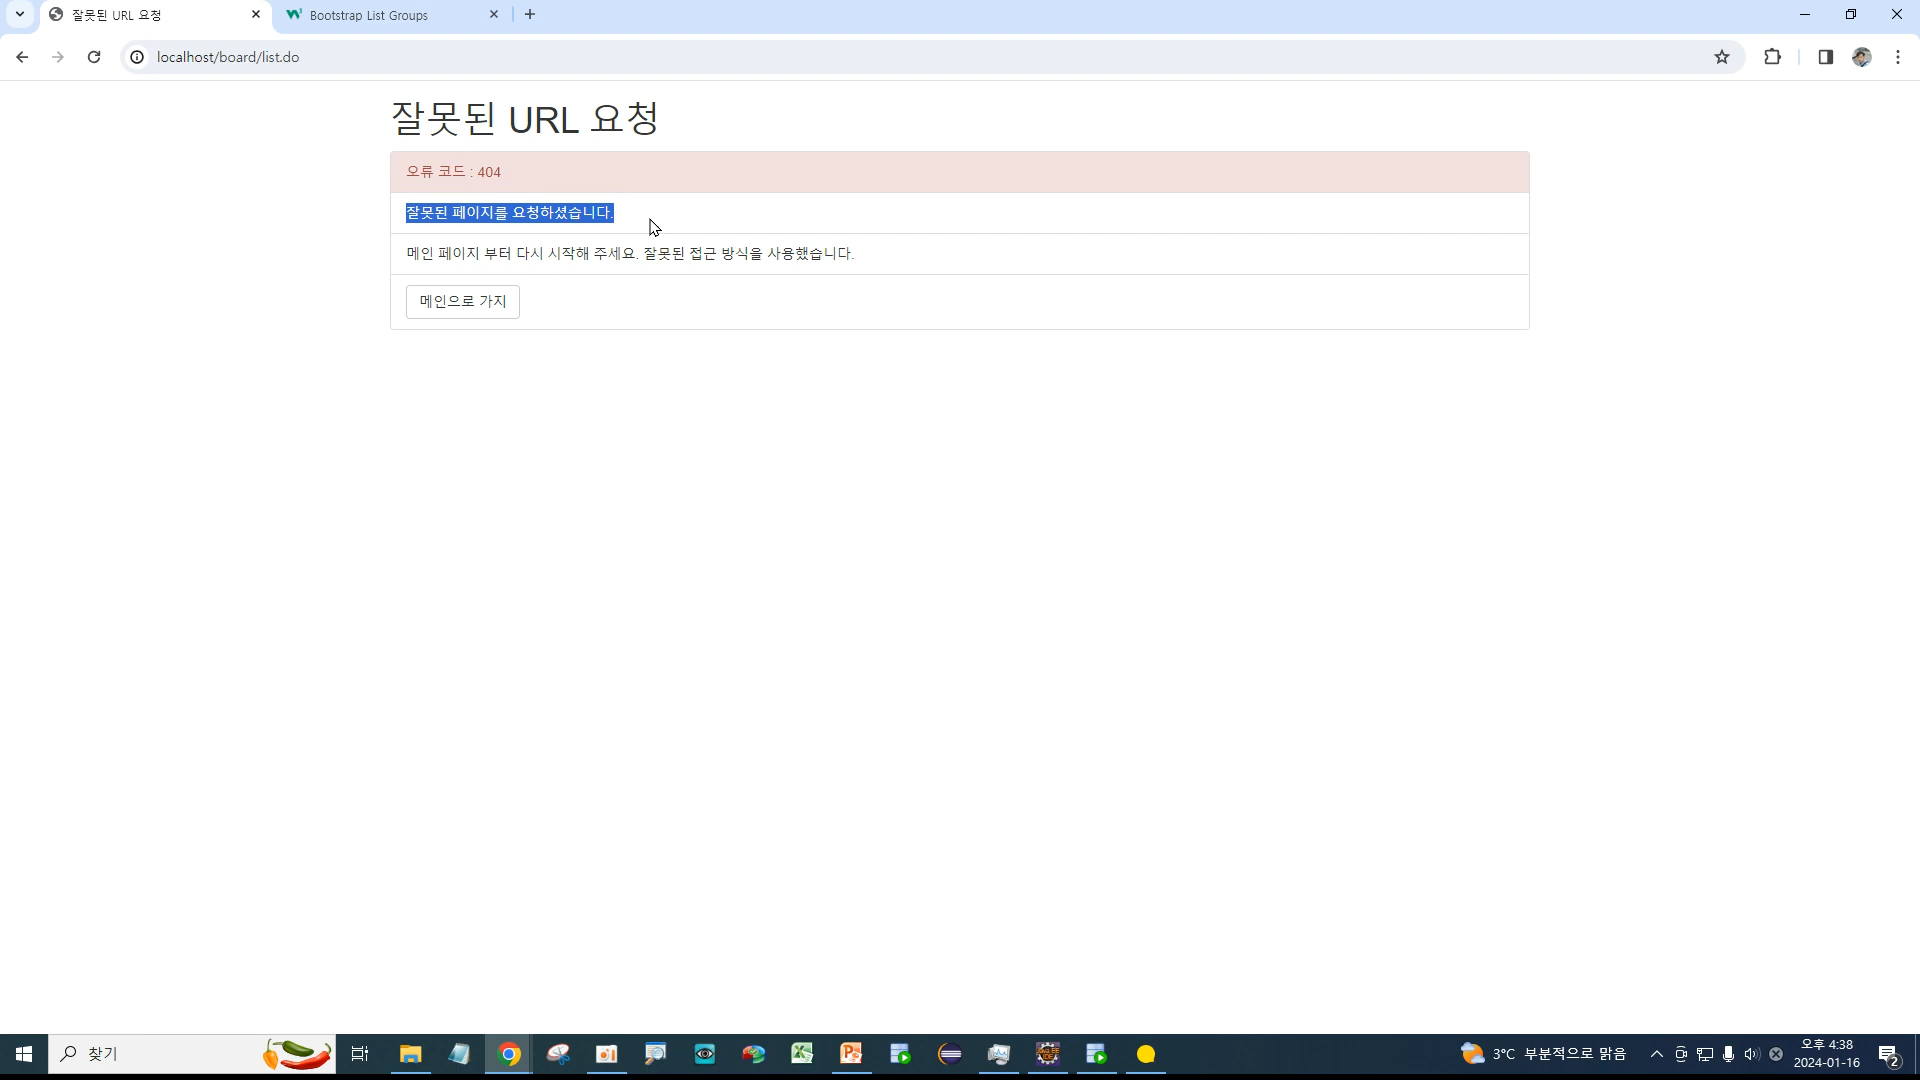 잘못된 URL 요청
Bootstrap List Groups
localhost/board/list.do
잘못된 URL 요청
오류 코드 : 404
잘못된 페이지를 요청하셨습니다.
메인 페이지 부터 다시 시작해 주세요. 잘못된 접근 방식을 사용했습니다.
메인으로 가지
찾기
3°C 부분적으로 맑음
오후 4:38
2024-01-16
2